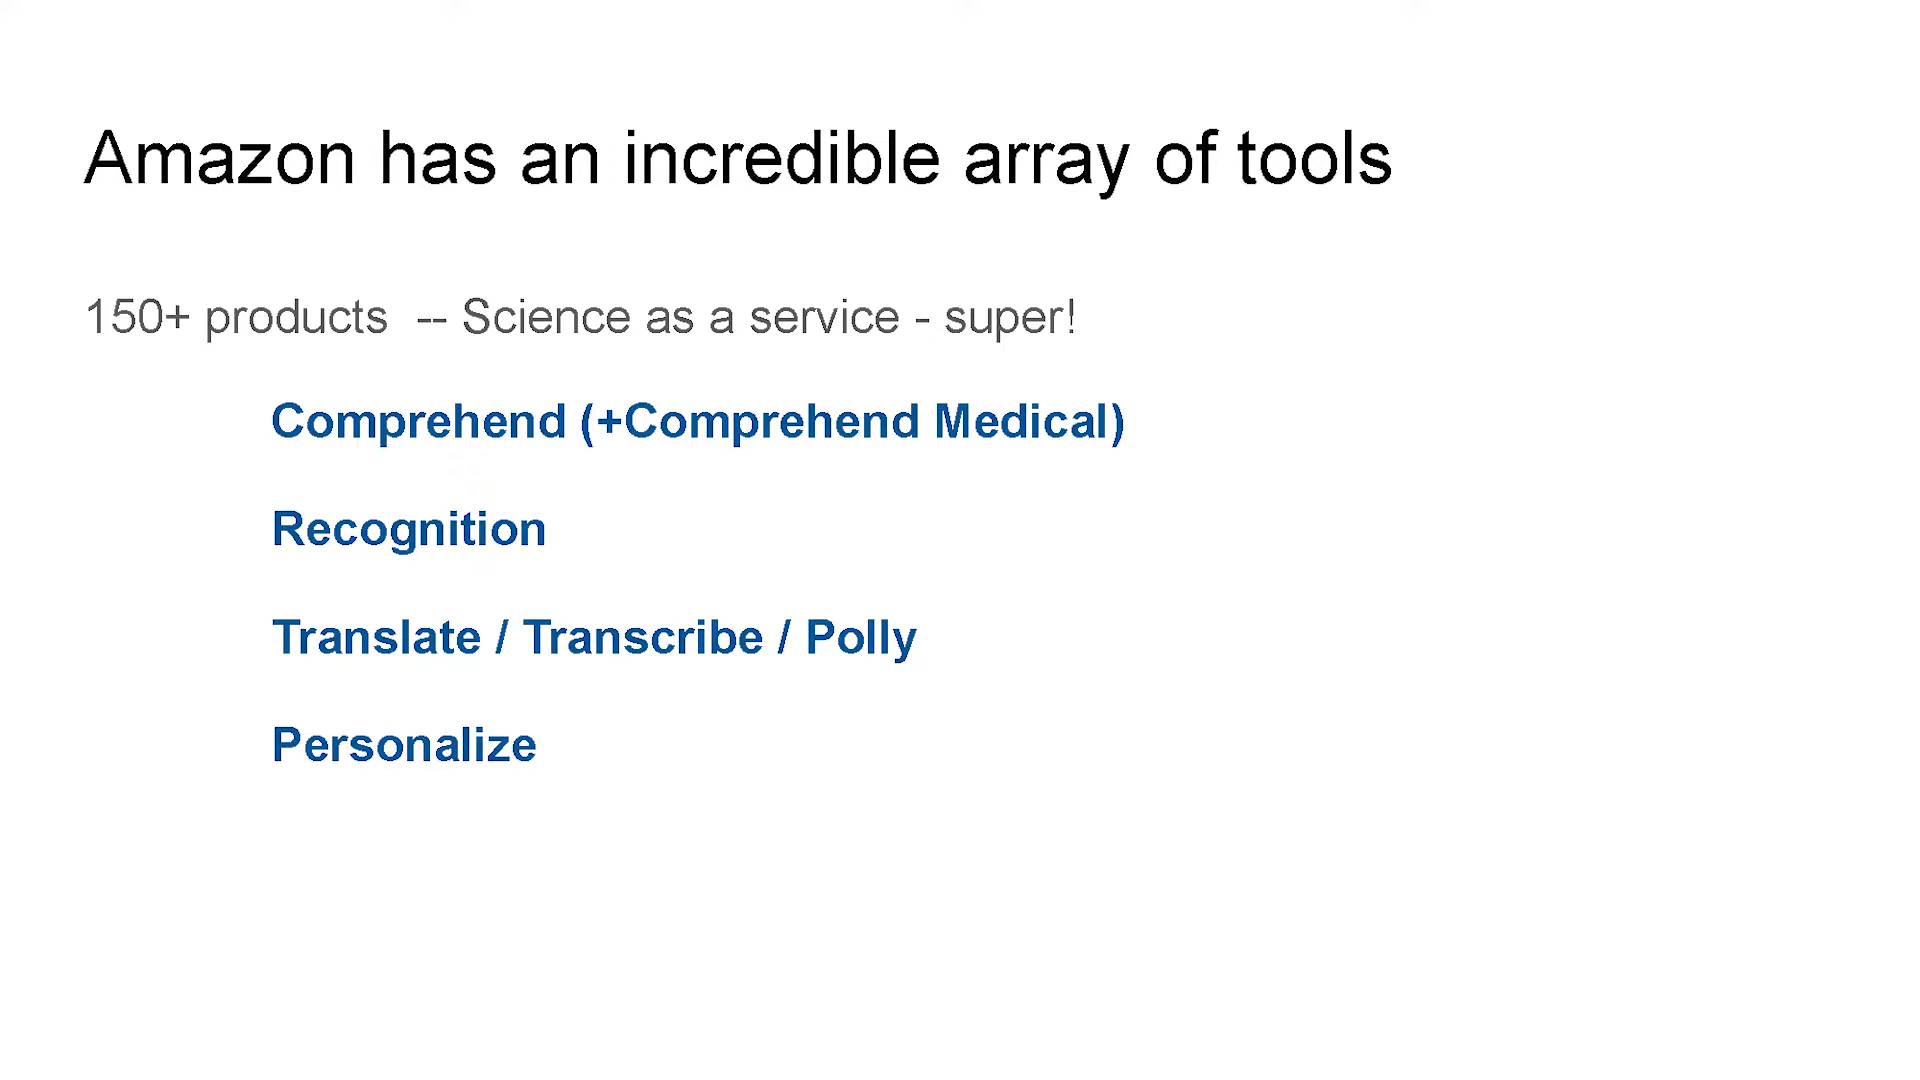 Amazon has an incredible array of tools
150+ products  -- Science as a service - super!
Comprehend (+Comprehend Medical)
Recognition
Translate / Transcribe / Polly
Personalize